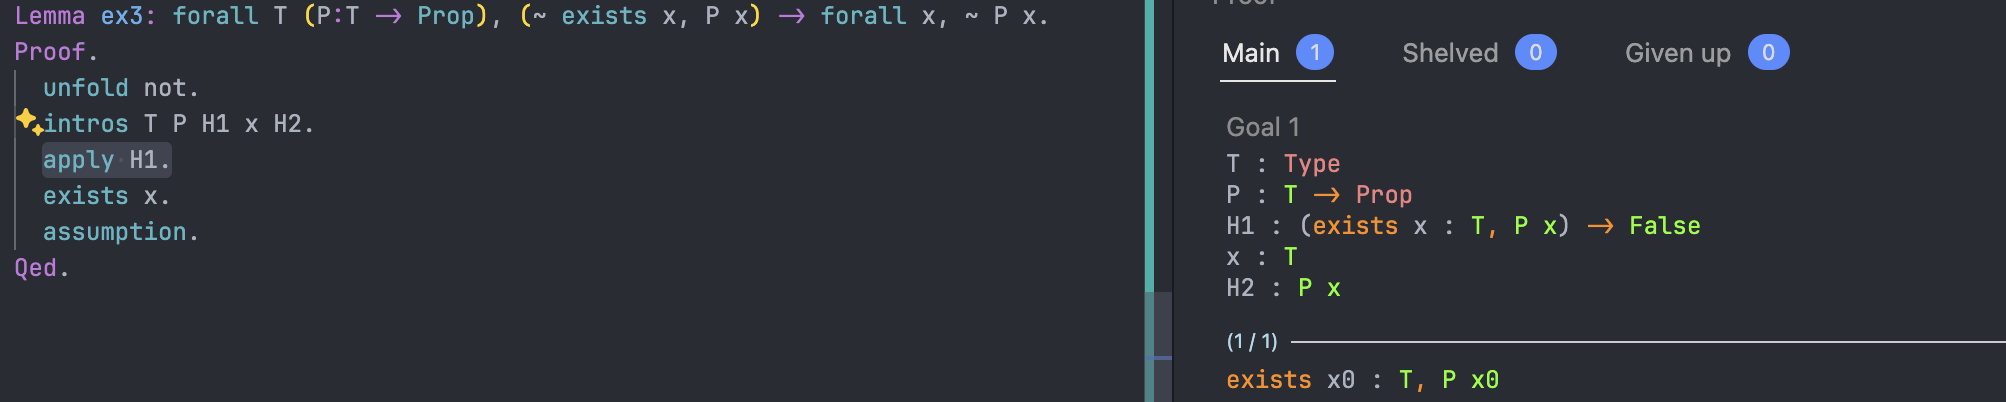 Lemma ex3: forall T (P:T → Prop), (~ exists x, P x) → forall x, ~ P x.
Proof.
unfold not.
intros T P H1 x H2.
apply H1.
exists x.
assumption.
Qed.
Proof
Main 1 Shelved 0 Given up 0
Goal 1
T : Type
P : T → Prop
H1 : (exists x : T, P x) → False
x : T
H2 : P x
(1 / 1)
exists x0 : T, P x0